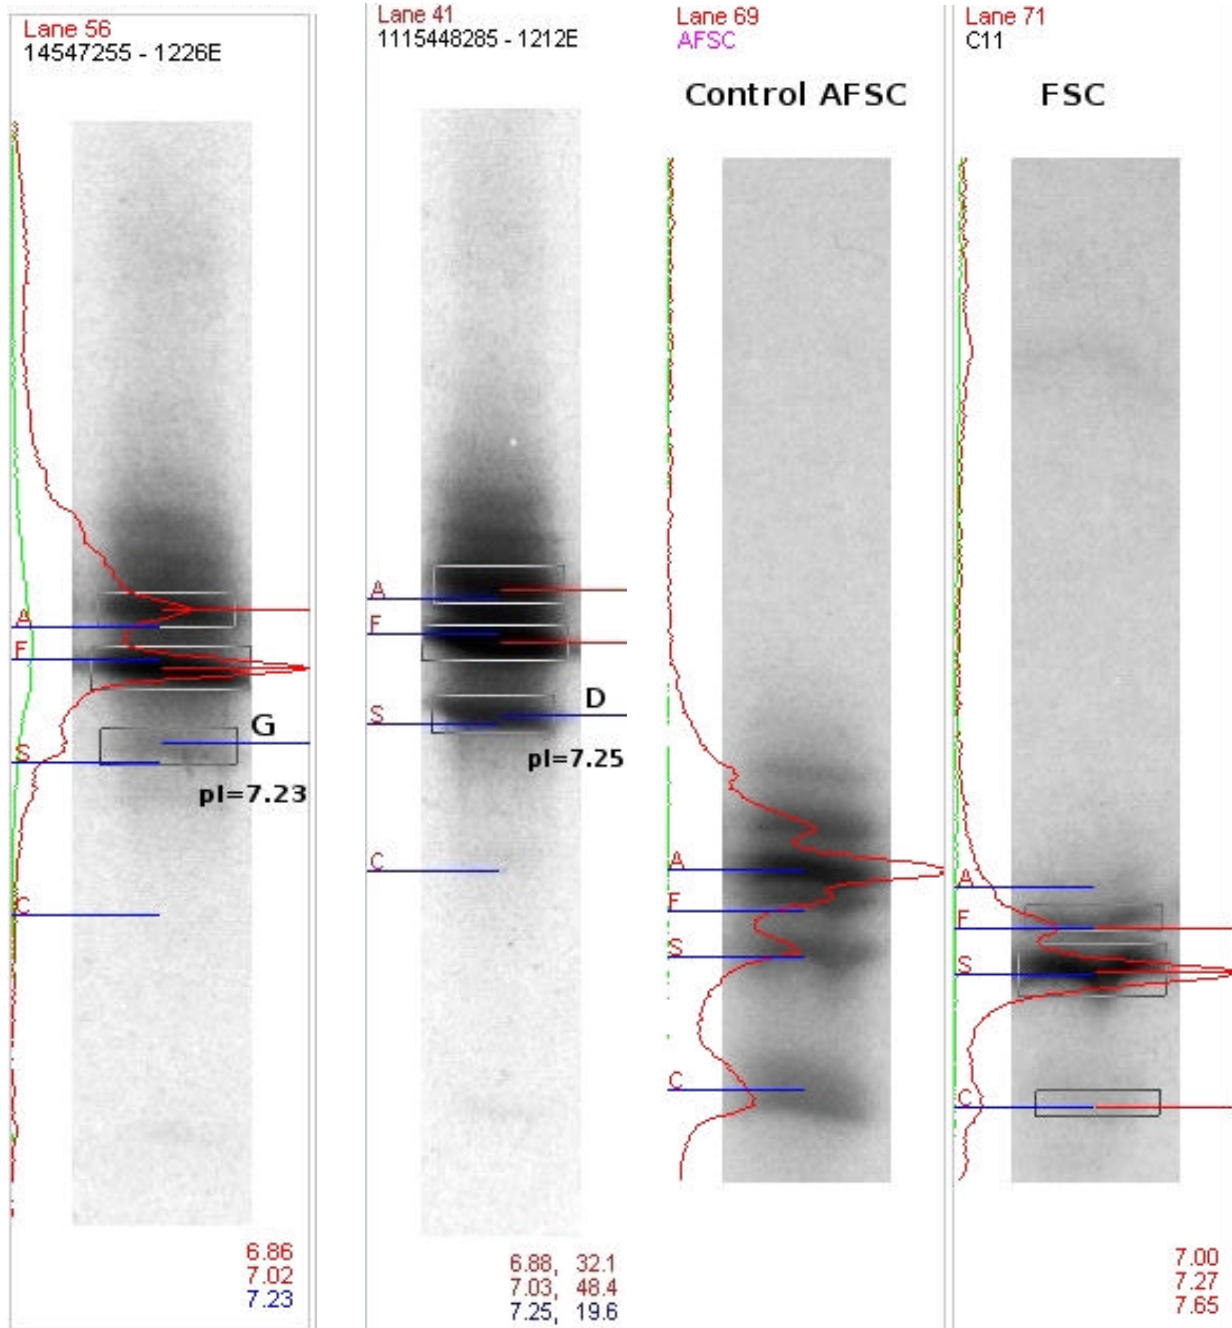 Lane 56
14547255 - 1226E
A
F
G
S
pI=7.23
C
6.86
7.02
7.23
Lane 41
1115448285 - 1212E
A
F
D
S
pI=7.25
C
6.88, 32.1
7.03, 48.4
7.25, 19.6
Lane 69
AFSC
Control AFSC
A
F
S
C
Lane 71
C11
FSC
A
F
S
C
7.00
7.27
7.65